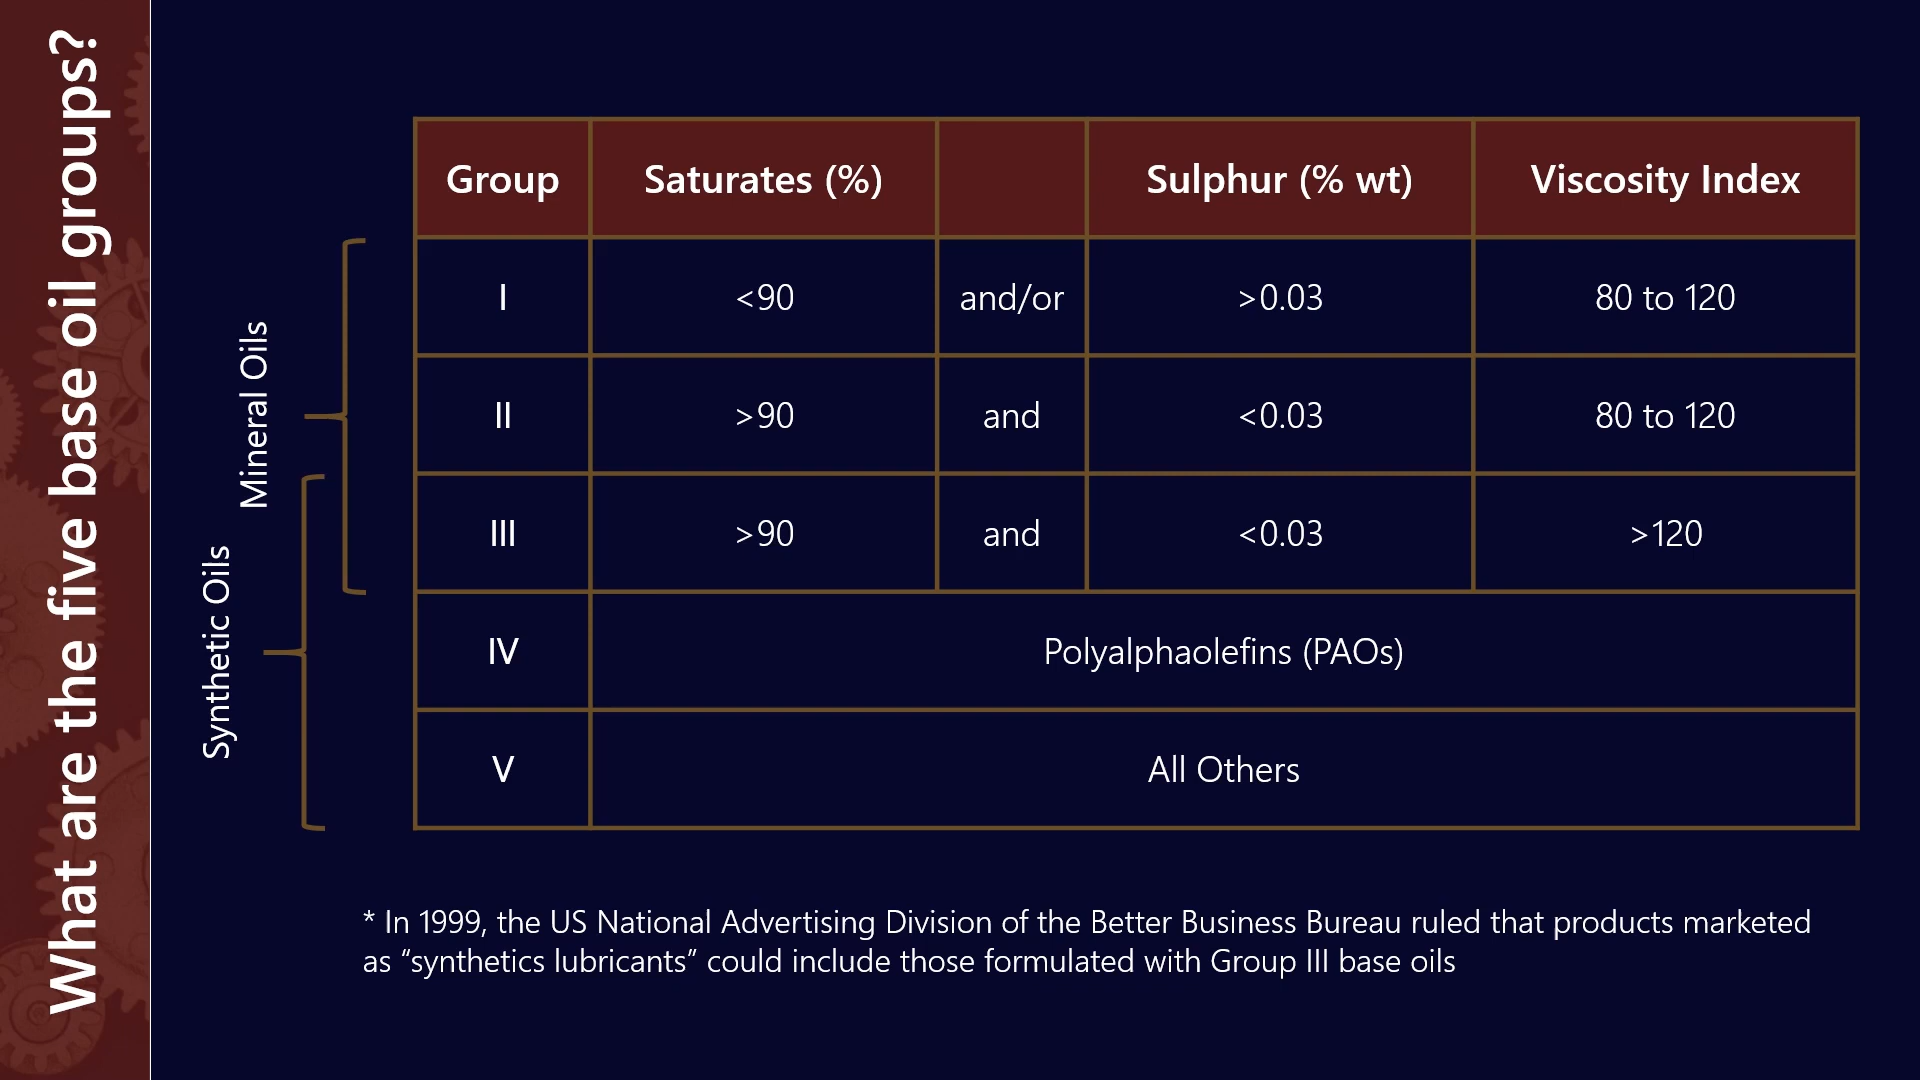 What are the five base oil groups?
Group Saturates (%) Sulphur (% wt) Viscosity Index
Mineral Oils
I <90 and/or >0.03 80 to 120
II >90 and <0.03 80 to 120
III >90 and <0.03 >120
Synthetic Oils
IV Polyalphaolefins (PAOs)
V All Others
* In 1999, the US National Advertising Division of the Better Business Bureau ruled that products marketed
as “synthetics lubricants” could include those formulated with Group III base oils